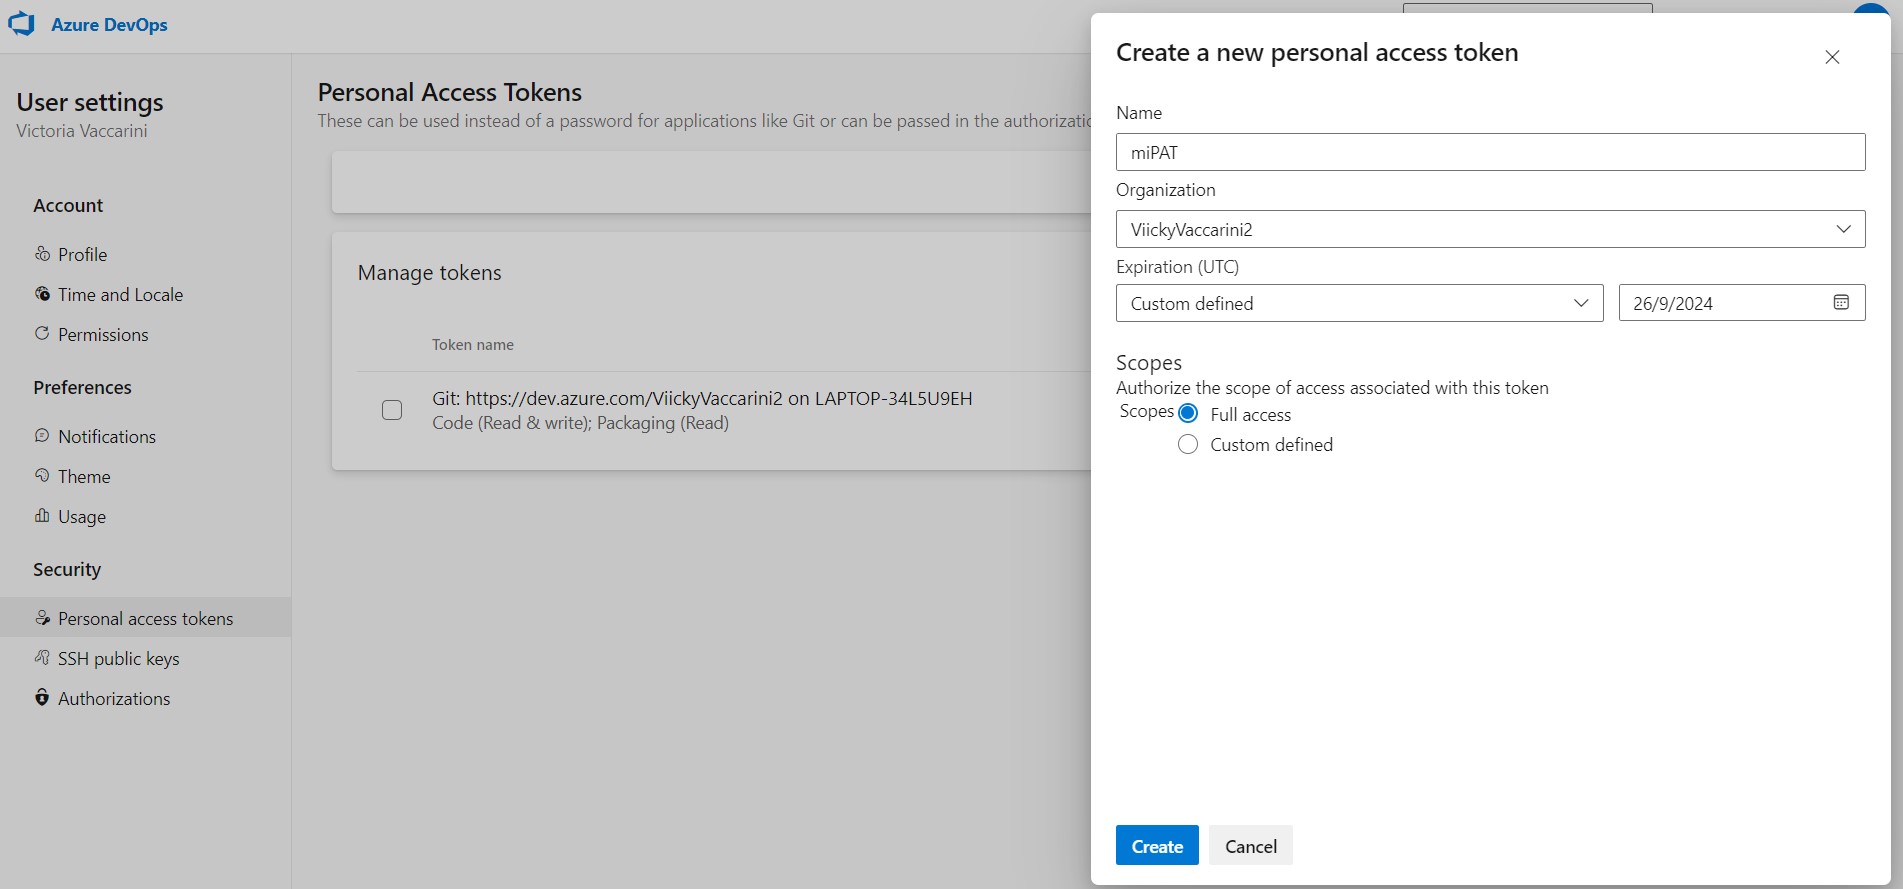 Azure DevOps
User settings
Victoria Vaccarini
Account
Profile
Time and Locale
Permissions
Preferences
Notifications
Theme
Usage
Security
Personal access tokens
SSH public keys
Authorizations
Personal Access Tokens
These can be used instead of a password for applications like Git or can be passed in the
Manage tokens
Token name
Git: https://dev.azure.com/ViickyVaccarini2 on LAPTOP-34L5U9EH
Code (Read & write); Packaging (Read)
Create a new personal access token
Name
miPAT
Organization
ViickyVaccarini2
Expiration (UTC)
Custom defined
26/9/2024
Scopes
Authorize the scope of access associated with this token
Scopes
Full access
Custom defined
Create
Cancel